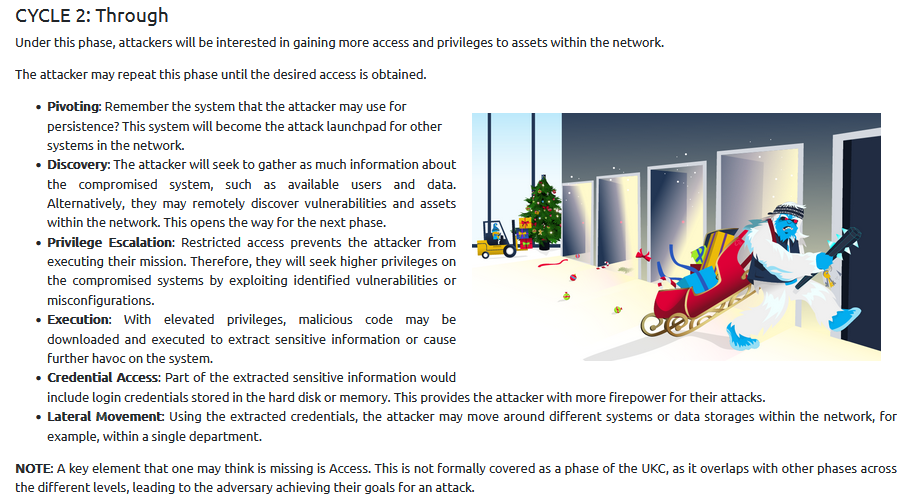 CYCLE 2: Through
Under this phase, attackers will be interested in gaining more access and privileges to assets within the network.
The attacker may repeat this phase until the desired access is obtained.
• Pivoting: Remember the system that the attacker may use for
persistence? This system will become the attack launchpad for other
systems in the network.
• Discovery: The attacker will seek to gather as much information about
the compromised system, such as available users and data.
Alternatively, they may remotely discover vulnerabilities and assets
within the network. This opens the way for the next phase.
• Privilege Escalation: Restricted access prevents the attacker from
executing their mission. Therefore, they will seek higher privileges on
the compromised systems by exploiting identified vulnerabilities or
misconfigurations.
• Execution: With elevated privileges, malicious code may be
downloaded and executed to extract sensitive information or cause
further havoc on the system.
• Credential Access: Part of the extracted sensitive information would
include login credentials stored in the hard disk or memory. This provides the attacker with more firepower for their attacks.
• Lateral Movement: Using the extracted credentials, the attacker may move around different systems or data storages within the network, for
example, within a single department.
NOTE: A key element that one may think is missing is Access. This is not formally covered as a phase of the UKC, as it overlaps with other phases across
the different levels, leading to the adversary achieving their goals for an attack.